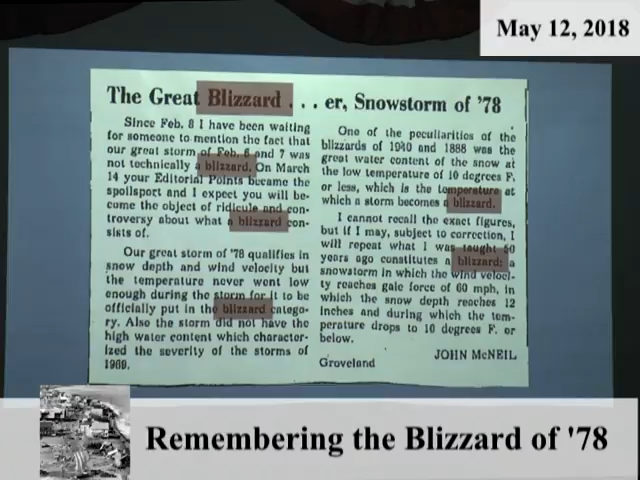 May 12, 2018
The Great Blizzard . . . er, Snowstorm of '78
Since Feb. 8 I have been waiting
for someone to mention the fact that
our great storm of Feb. 6 and 7 was
not technically a blizzard. On March
14 your Editorial Points became the
spoilsport and I expect you will be-
come the object of ridicule and con-
troversy about what a blizzard con-
sists of.
Our great storm of '78 qualifies in
snow depth and wind velocity but
the temperature never went low
enough during the storm for it to be
officially put in the blizzard catego-
ry. Also the storm did not have the
high water content which character-
ized the severity of the storms of
1969.
One of the peculiarities of the
blizzards of 1940 and 1888 was the
great water content of the snow at
the low temperature of 10 degrees F.
or less, which is the temperature at
which a storm becomes a blizzard.
I cannot recall the exact figures,
but if I may, subject to correction, I
will repeat what I was taught 50
years ago constitutes a blizzard: a
snowstorm in which the wind veloci-
ty reaches gale force of 60 mph, in
which the snow depth reaches 12
inches and during which the tem-
perature drops to 10 degrees F. or
below.
JOHN McNEIL
Groveland
Remembering the Blizzard of '78